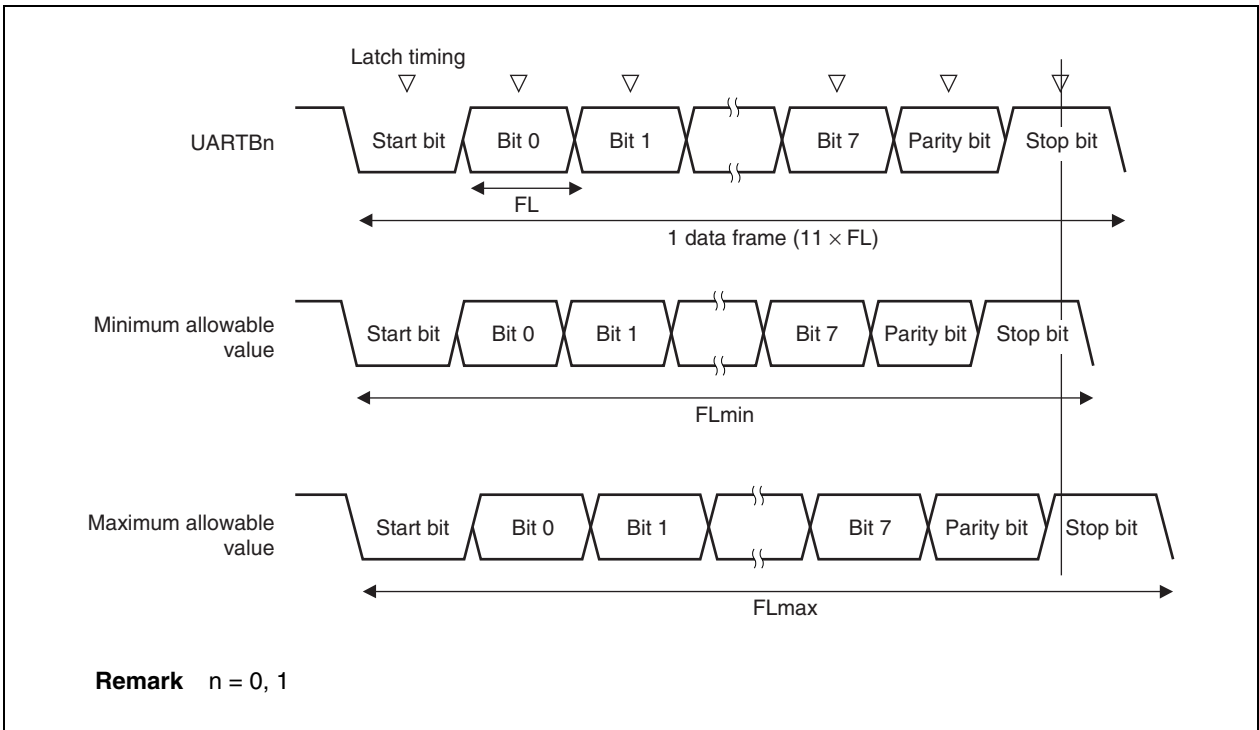 Latch timing
UARTBn
Start bit
Bit 0
Bit 1
Bit 7
Parity bit
Stop bit
FL
1 data frame (11 × FL)
Minimum allowable
value
Start bit
Bit 0
Bit 1
Bit 7
Parity bit
Stop bit
FLmin
Maximum allowable
value
Start bit
Bit 0
Bit 1
Bit 7
Parity bit
Stop bit
FLmax
Remark n = 0, 1